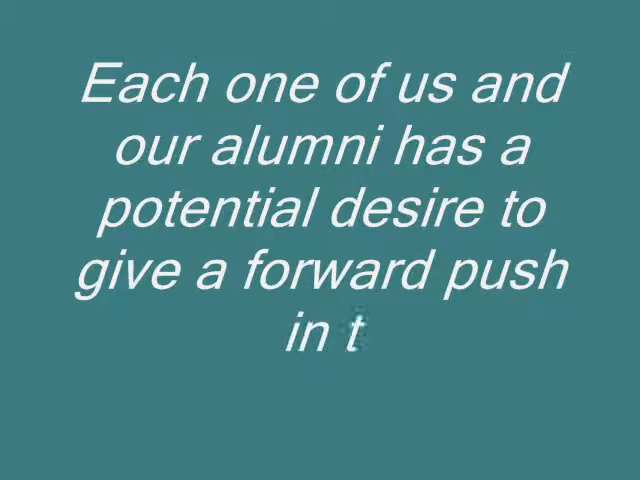 Each one of us and
our alumni has a
potential desire to
give a forward push
in t